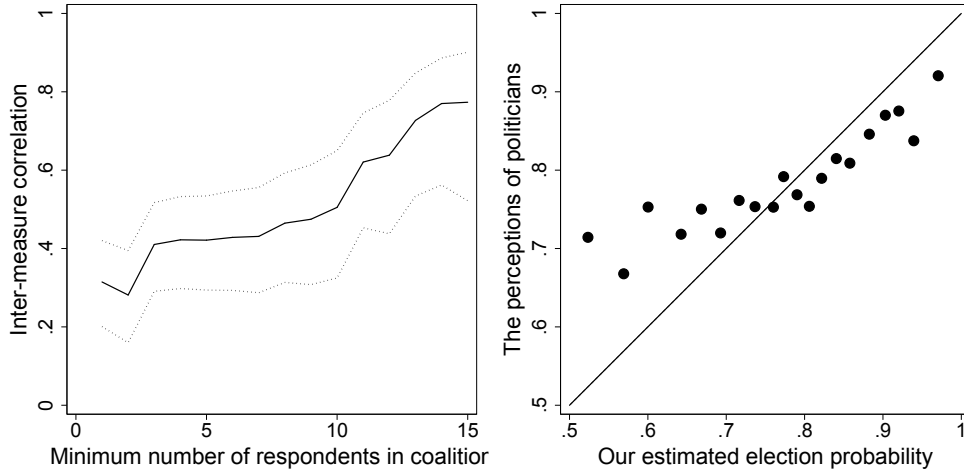 Inter-measure correlation
1
.8
.6
.4
.2
0
0 5 10 15
Minimum number of respondents in coalitior
The perceptions of politicians
1
.9
.8
.7
.6
.5
.5 .6 .7 .8 .9 1
Our estimated election probability